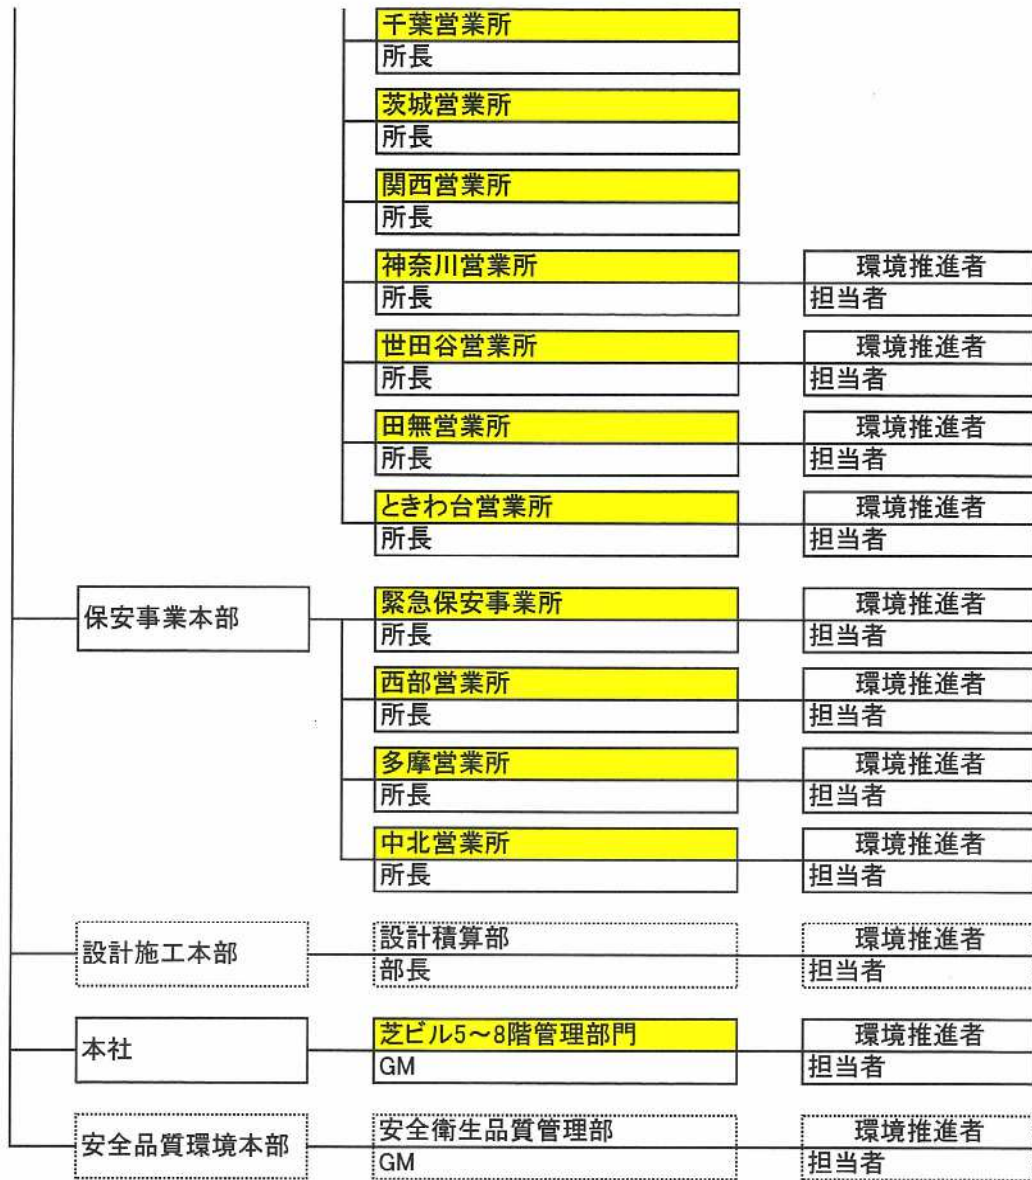 千葉営業所
所長
茨城営業所
所長
関西営業所
所長
神奈川営業所
所長
環境推進者
担当者
世田谷営業所
所長
環境推進者
担当者
田無営業所
所長
環境推進者
担当者
ときわ台営業所
所長
環境推進者
担当者
保安事業本部
緊急保安事業所
所長
環境推進者
担当者
西部営業所
所長
環境推進者
担当者
多摩営業所
所長
環境推進者
担当者
中北営業所
所長
環境推進者
担当者
設計施工本部
設計積算部
部長
環境推進者
担当者
本社
芝ビル5～8階管理部門
GM
環境推進者
担当者
安全品質環境本部
安全衛生品質管理部
GM
環境推進者
担当者